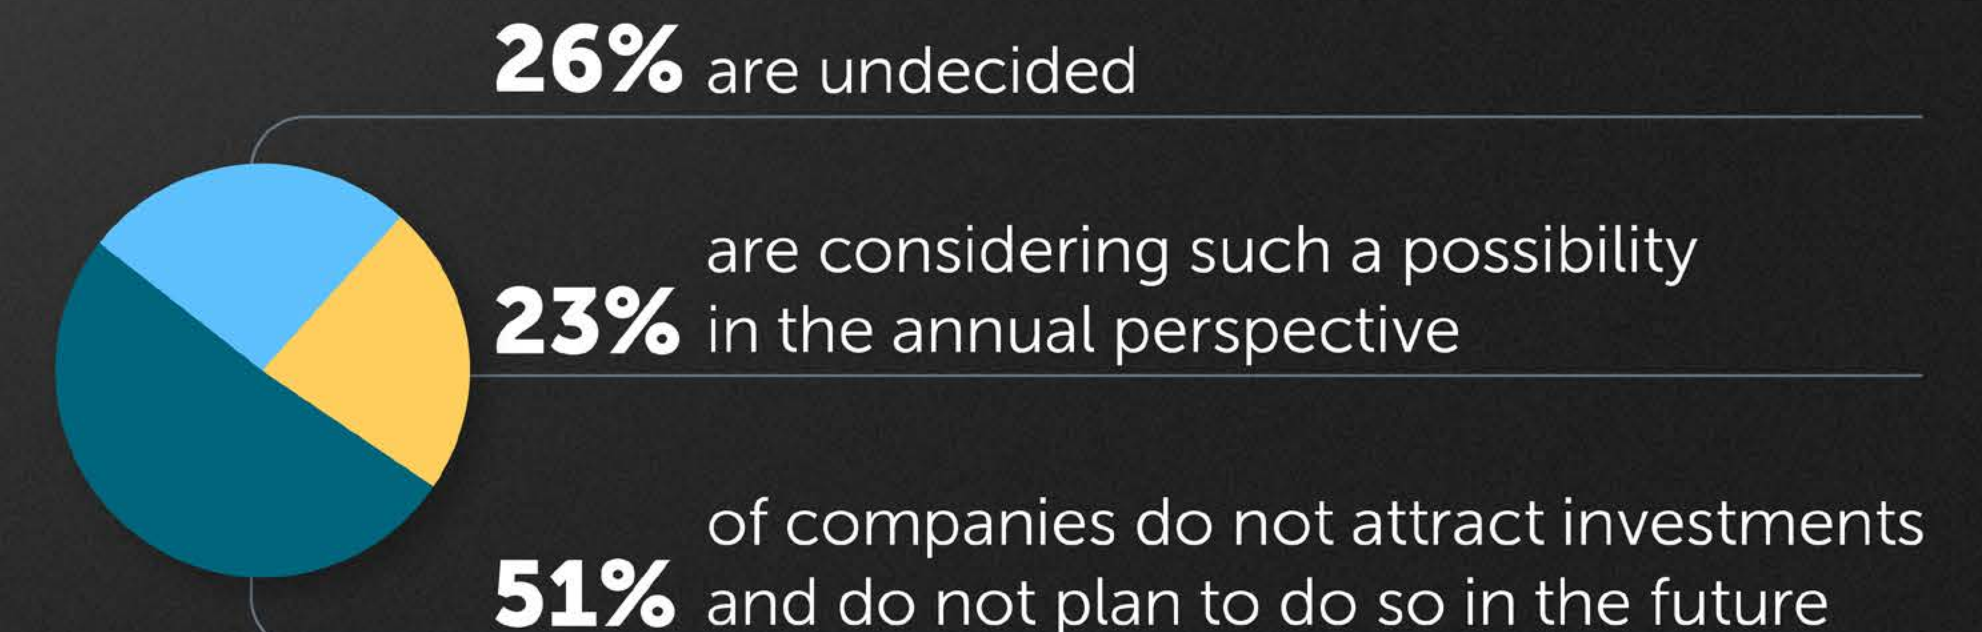 26% are undecided
are considering such a possibility
23% in the annual perspective
of companies do not attract investments
51% and do not plan to do so in the future